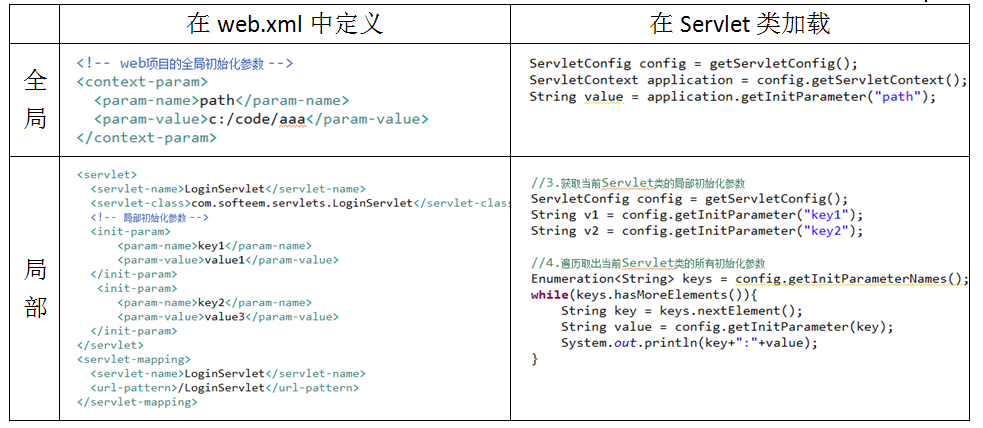 在 web.xml 中定义
在 Servlet 类加载
全局
<!-- web项目的全局初始化参数 -->
<context-param>
<param-name>path</param-name>
<param-value>c:/code/aaa</param-value>
</context-param>
ServletConfig config = getServletConfig();
ServletContext application = config.getServletContext();
String value = application.getInitParameter("path");
局部
<servlet>
<servlet-name>LoginServlet</servlet-name>
<servlet-class>com.softeem.servlets.LoginServlet</servlet-class
<!-- 局部初始化参数 -->
<init-param>
<param-name>key1</param-name>
<param-value>value1</param-value>
</init-param>
<init-param>
<param-name>key2</param-name>
<param-value>value3</param-value>
</init-param>
</servlet>
<servlet-mapping>
<servlet-name>LoginServlet</servlet-name>
<url-pattern>/LoginServlet</url-pattern>
</servlet-mapping>
//3.获取当前Servlet类的局部初始化参数
ServletConfig config = getServletConfig();
String v1 = config.getInitParameter("key1");
String v2 = config.getInitParameter("key2");
//4.遍历取出当前Servlet类的所有初始化参数
Enumeration<String> keys = config.getInitParameterNames();
while(keys.hasMoreElements()){
String key = keys.nextElement();
String value = config.getInitParameter(key);
System.out.println(key+":"+value);
}